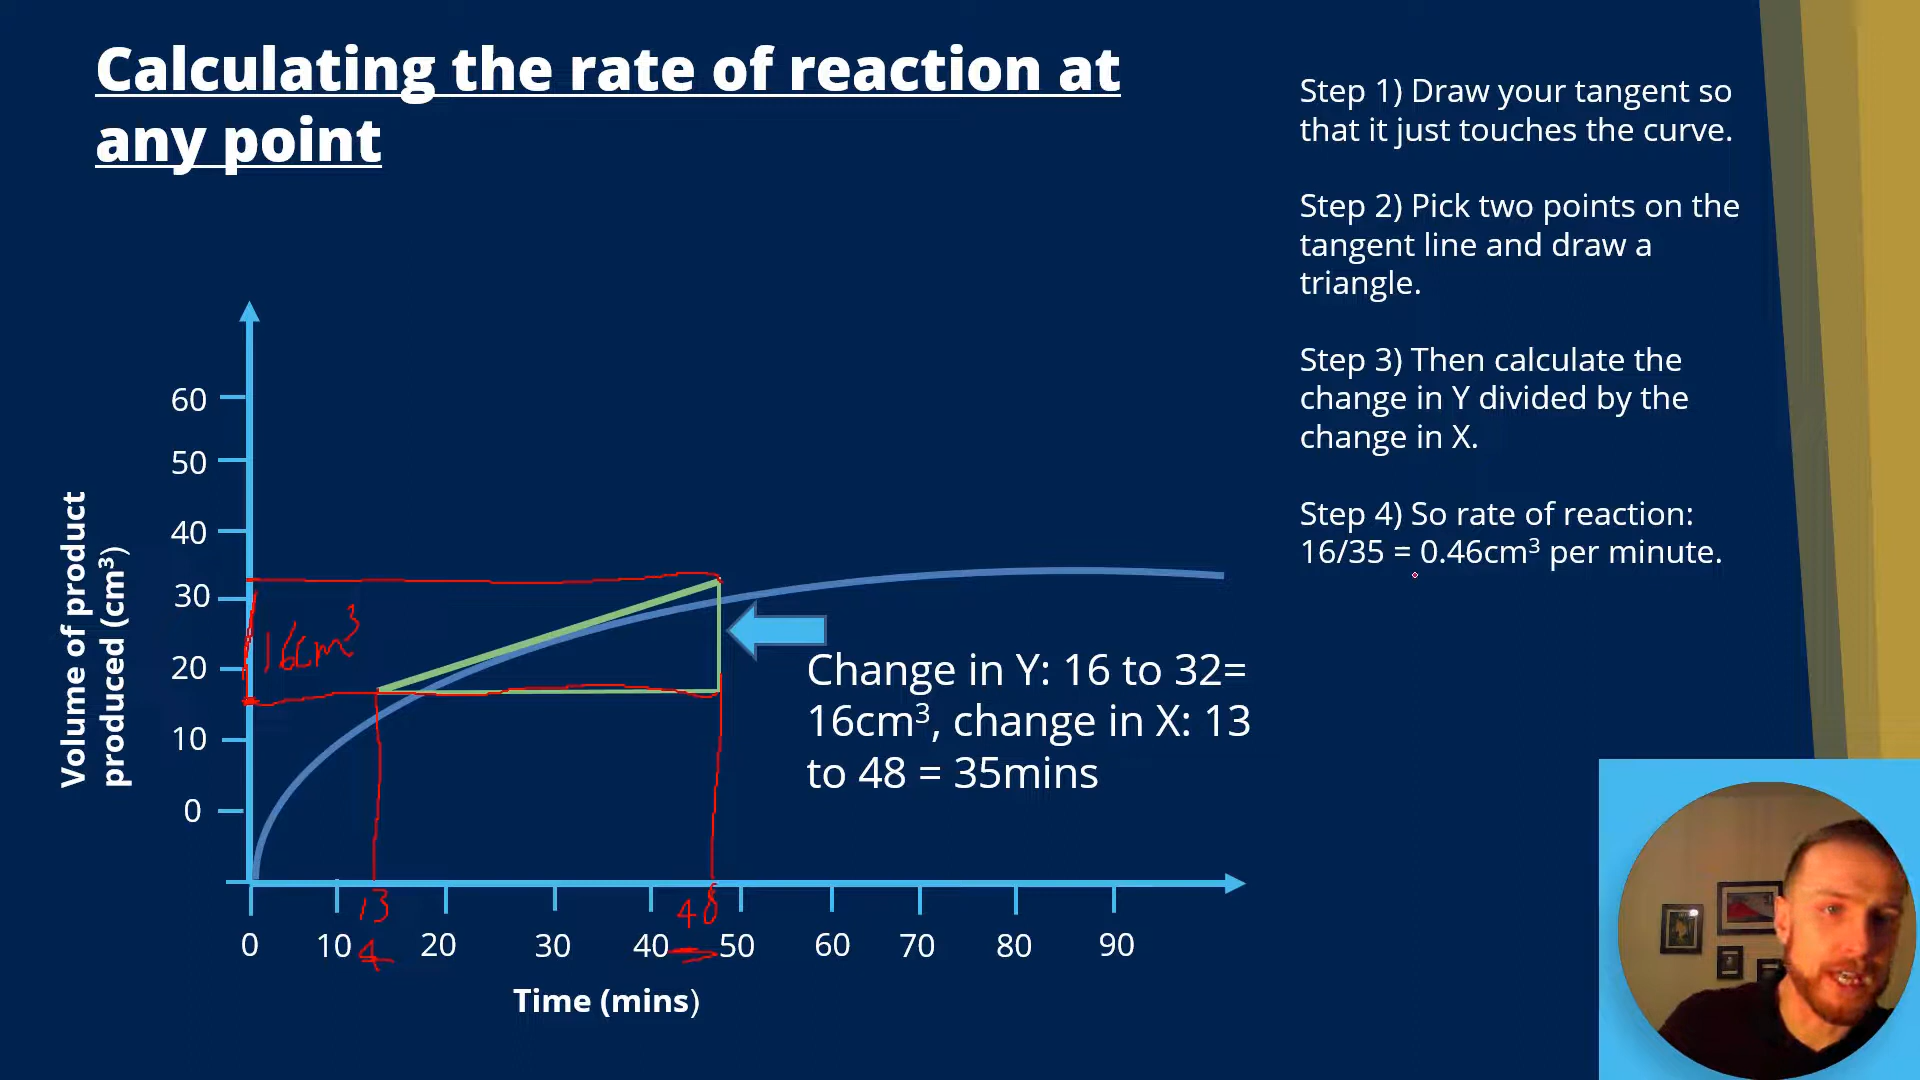 Calculating the rate of reaction at
any point
Step 1) Draw your tangent so
that it just touches the curve.
Step 2) Pick two points on the
tangent line and draw a
triangle.
Step 3) Then calculate the
change in Y divided by the
change in X.
Step 4) So rate of reaction:
16/35 = 0.46cm³ per minute.
Volume of product
produced (cm³)
60
50
40
30
20
10
0
16cm³
Change in Y: 16 to 32=
16cm³, change in X: 13
to 48 = 35mins
13
48
0 10 20 30 40 50 60 70 80 90
Time (mins)